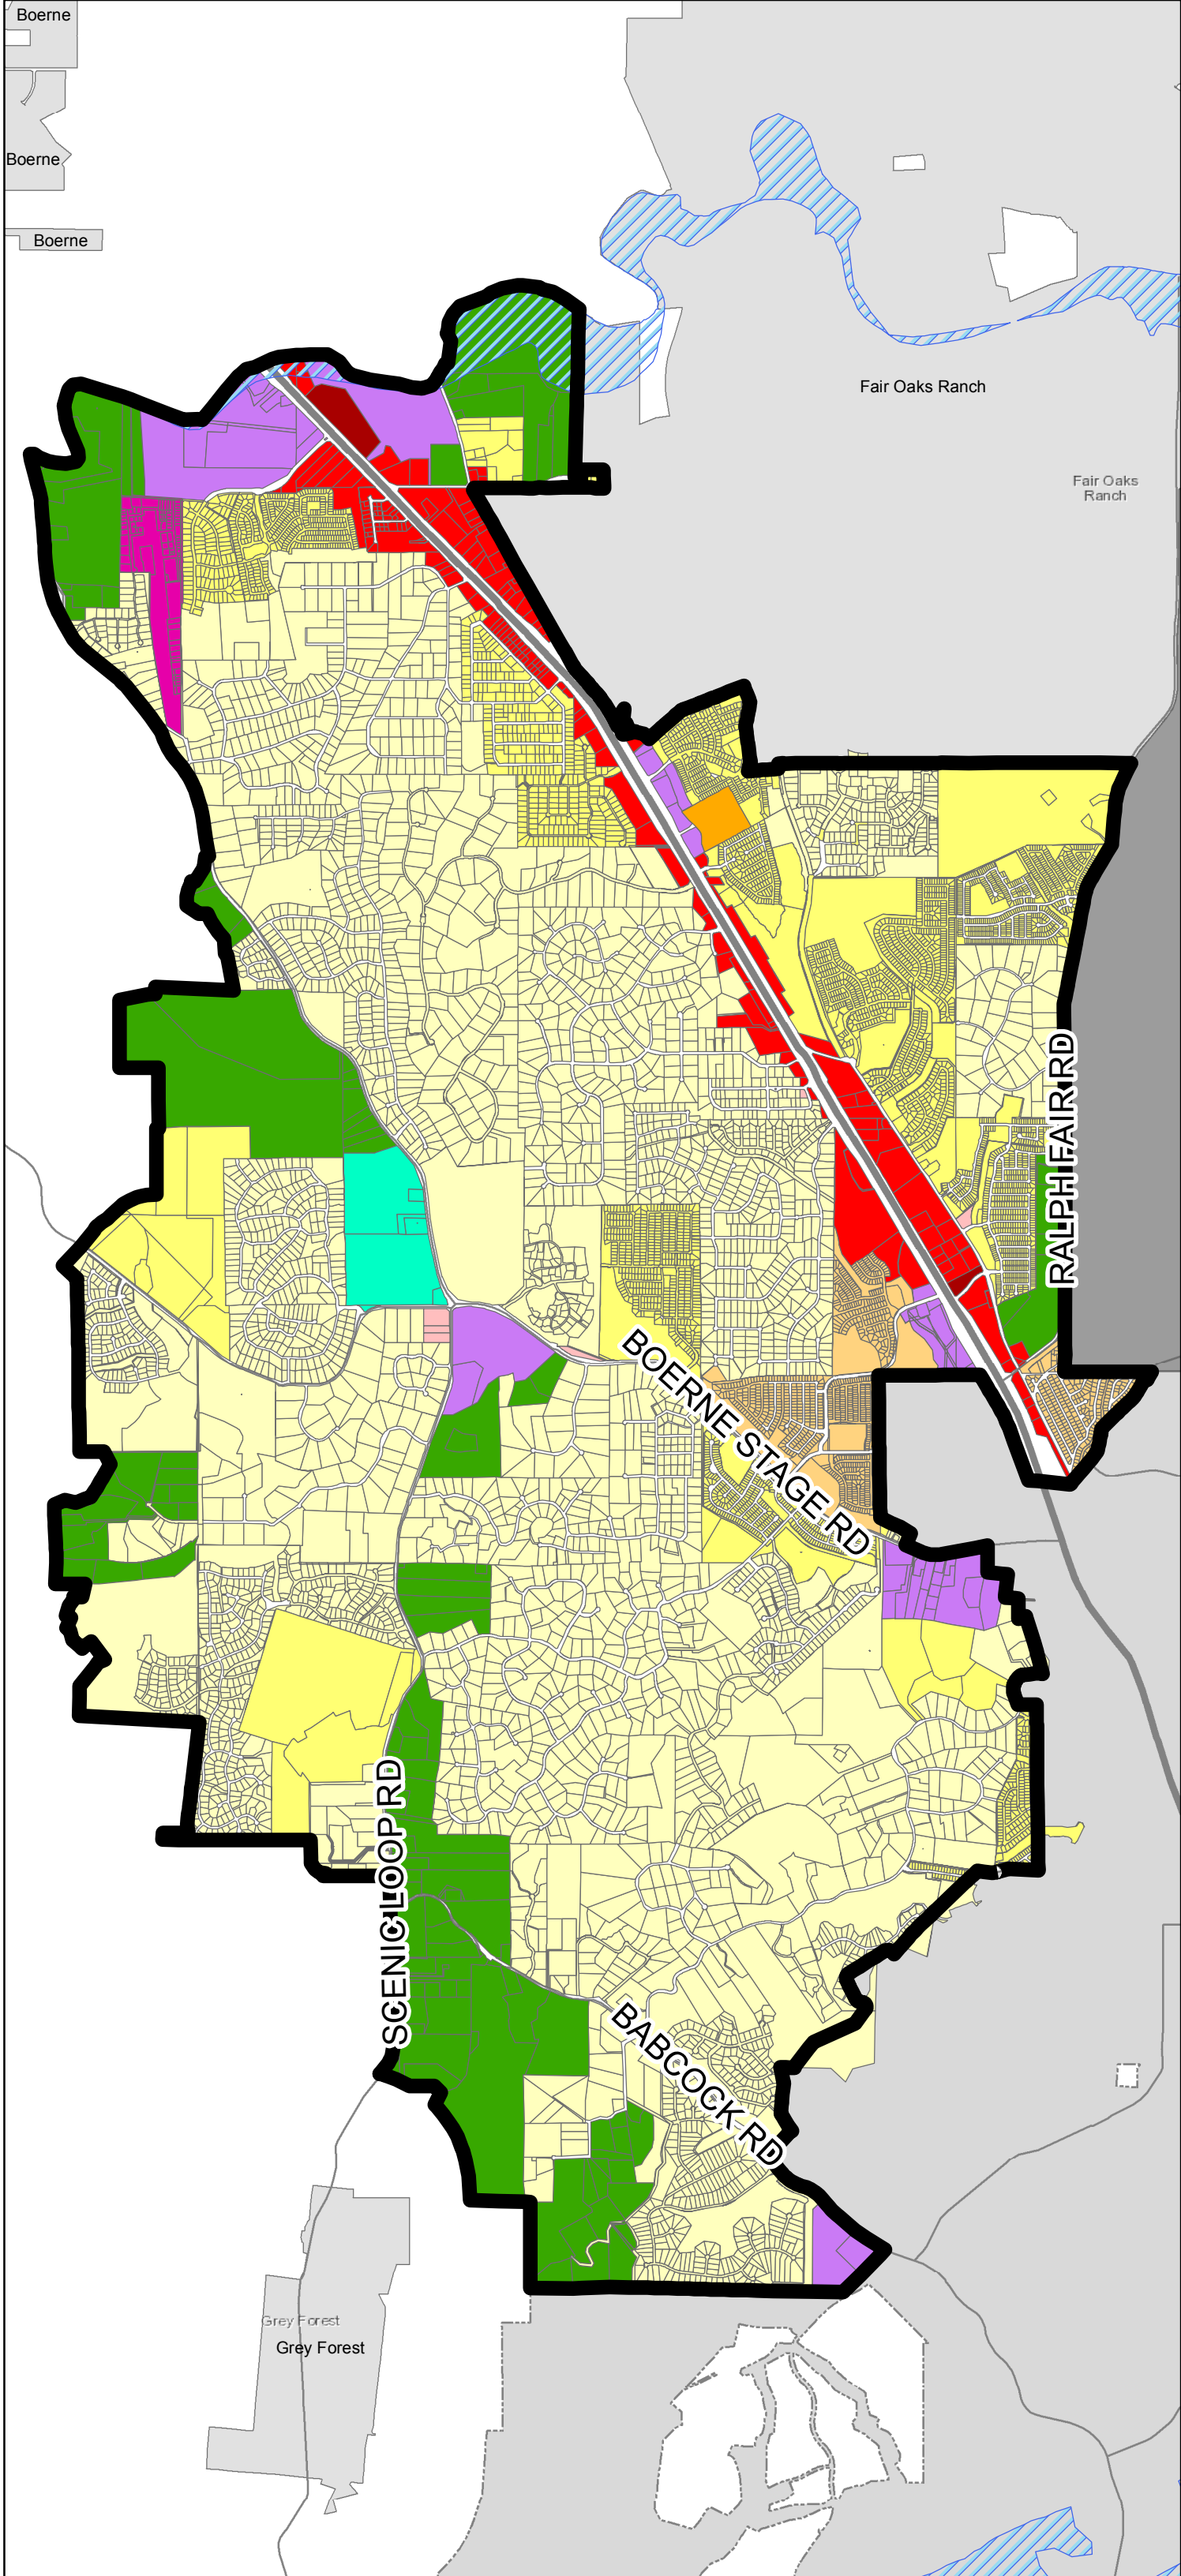 Boerne
Boerne
Boerne
Fair Oaks Ranch
Fair Oaks
Ranch
RALPH FAIR RD
BOERNE STAGE RD
SCENIC LOOP RD
BABCOCK RD
Grey Forest
Grey Forest